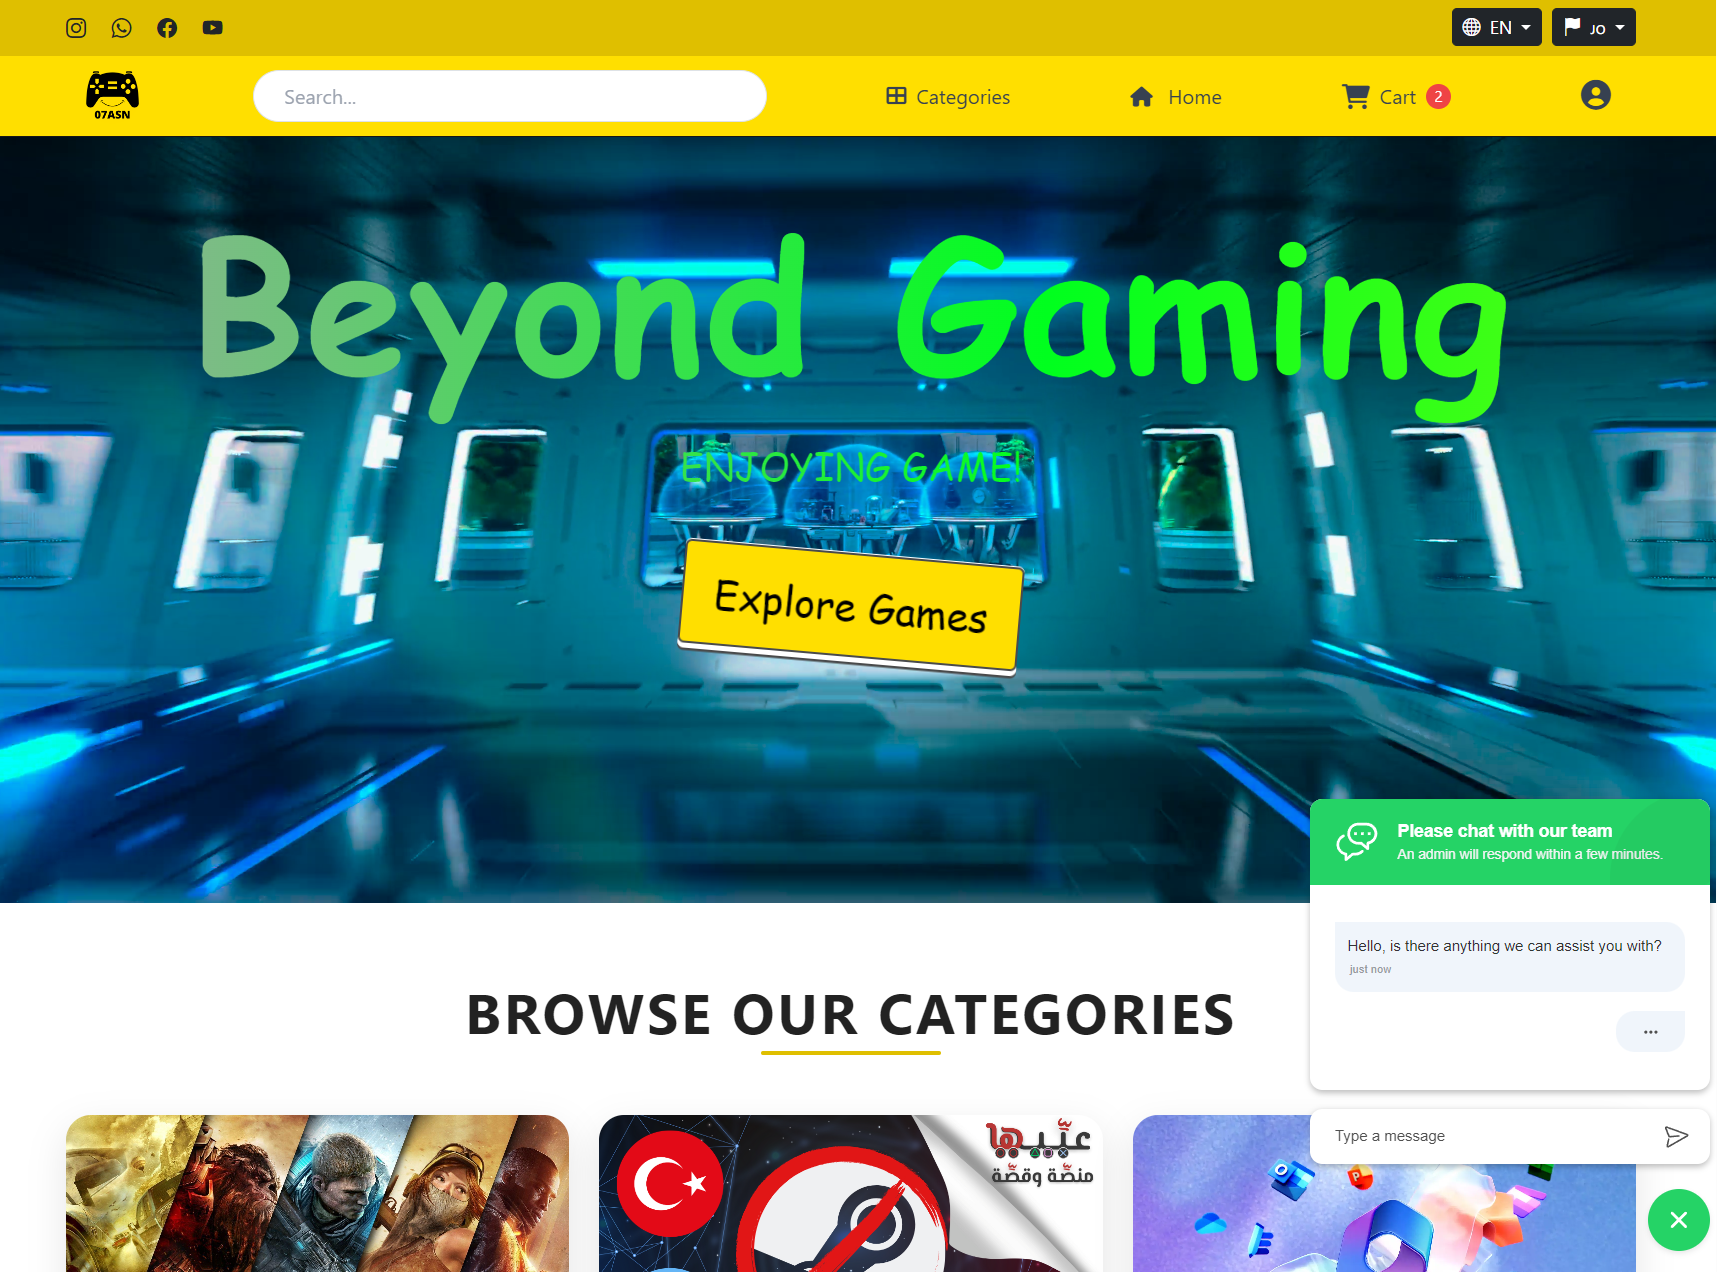 EN
JO
07ASN
Search...
Categories
Home
Cart 2
Beyond Gaming
ENJOYING GAME!
Explore Games
Please chat with our team
An admin will respond within a few minutes.
Hello, is there anything we can assist you with?
just now
...
Type a message
BROWSE OUR CATEGORIES
عبّيها
منصّة وقصّة